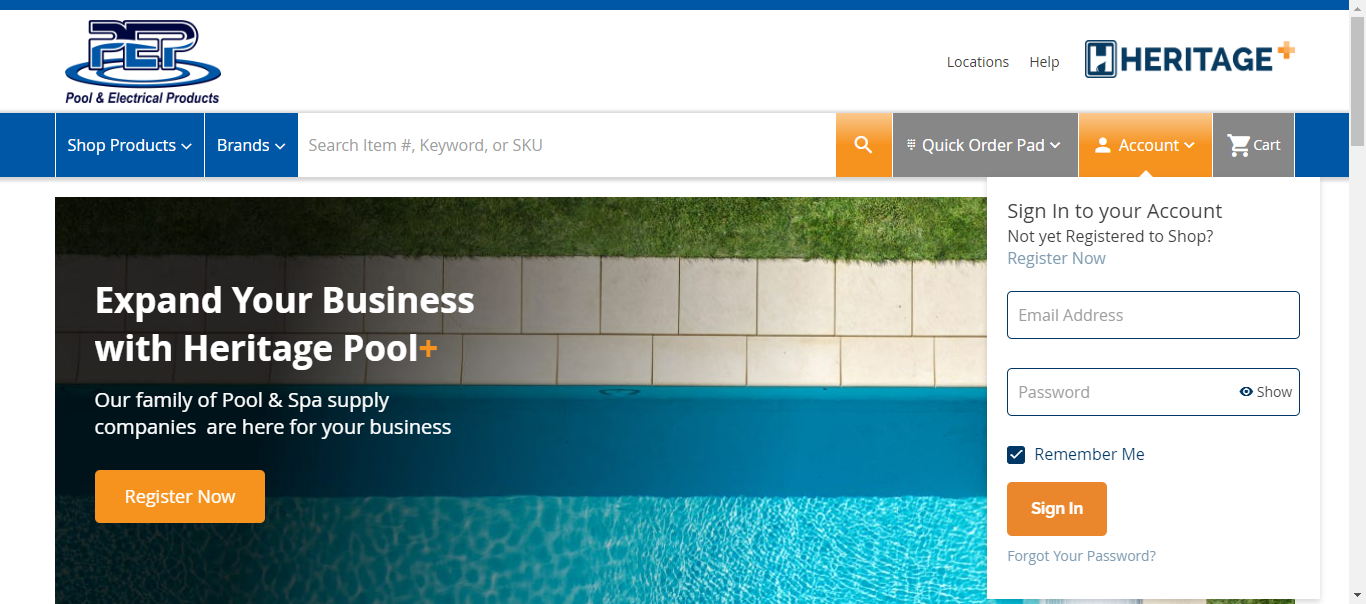 PEP
Pool & Electrical Products
Locations
Help
HERITAGE+
Shop Products
Brands
Search Item #, Keyword, or SKU
Quick Order Pad
Account
Cart
Expand Your Business
with Heritage Pool+
Our family of Pool & Spa supply
companies are here for your business
Register Now
Sign In to your Account
Not yet Registered to Shop?
Register Now
Email Address
Password
Show
Remember Me
Sign In
Forgot Your Password?